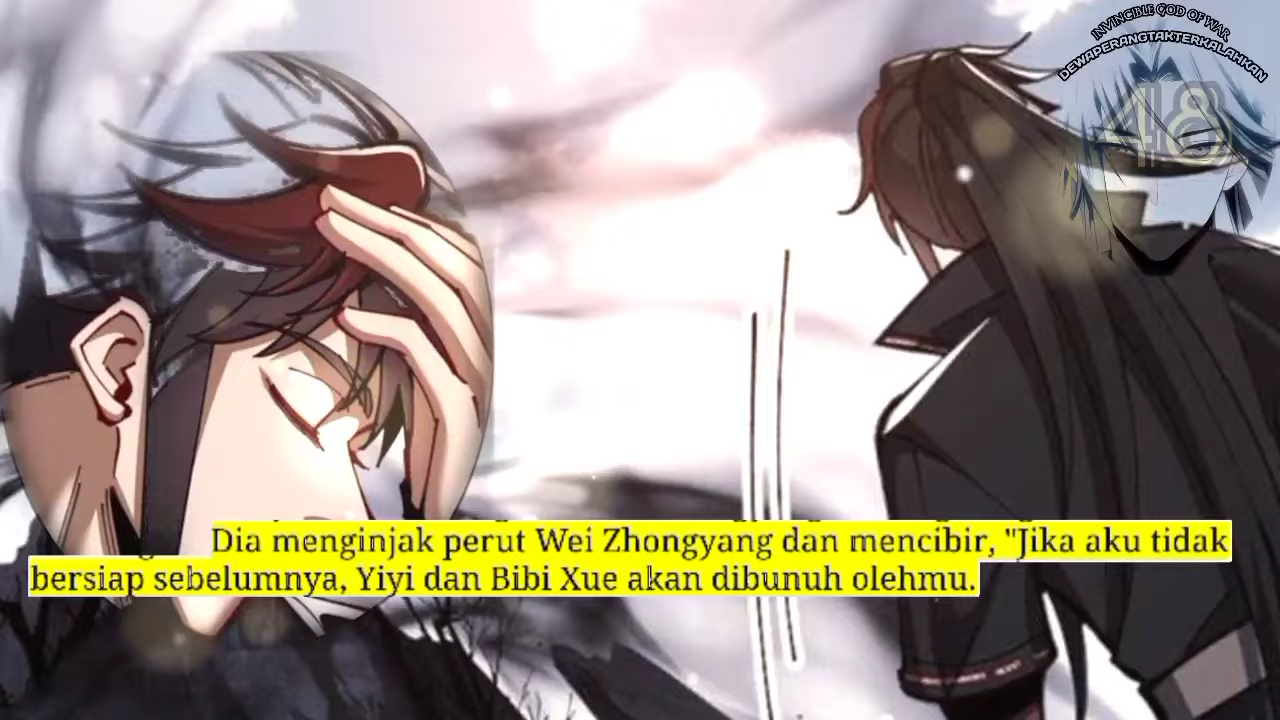 INVINCIBLE GOD OF WAR
DEWAPERANGTAKTERKALAHKAN
48
Dia menginjak perut Wei Zhongyang dan mencibir, "Jika aku tidak
bersiap sebelumnya, Yiyi dan Bibi Xue akan dibunuh olehmu.